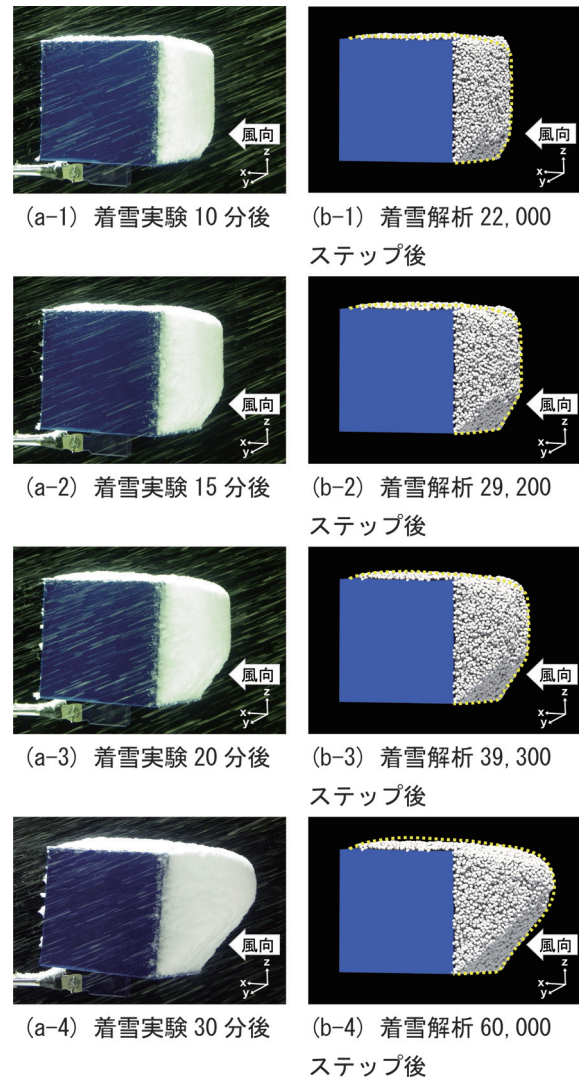 風向
z
x
y
風向
z
x
y
(a-1) 着雪実験 10 分後
(b-1) 着雪解析 22,000
ステップ後
風向
z
x
y
風向
z
x
y
(a-2) 着雪実験 15 分後
(b-2) 着雪解析 29,200
ステップ後
風向
z
x
y
風向
z
x
y
(a-3) 着雪実験 20 分後
(b-3) 着雪解析 39,300
ステップ後
風向
z
x
y
風向
z
x
y
(a-4) 着雪実験 30 分後
(b-4) 着雪解析 60,000
ステップ後